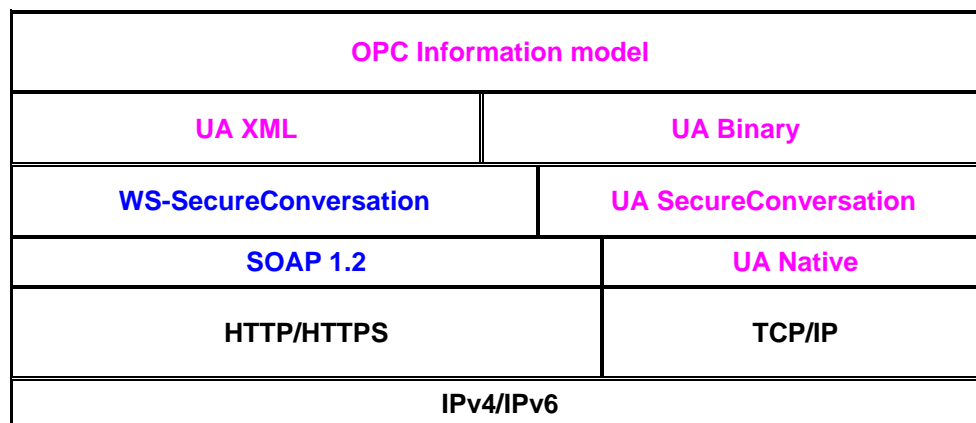 OPC Information model
UA XML
UA Binary
WS-SecureConversation
UA SecureConversation
SOAP 1.2
UA Native
HTTP/HTTPS
TCP/IP
IPv4/IPv6